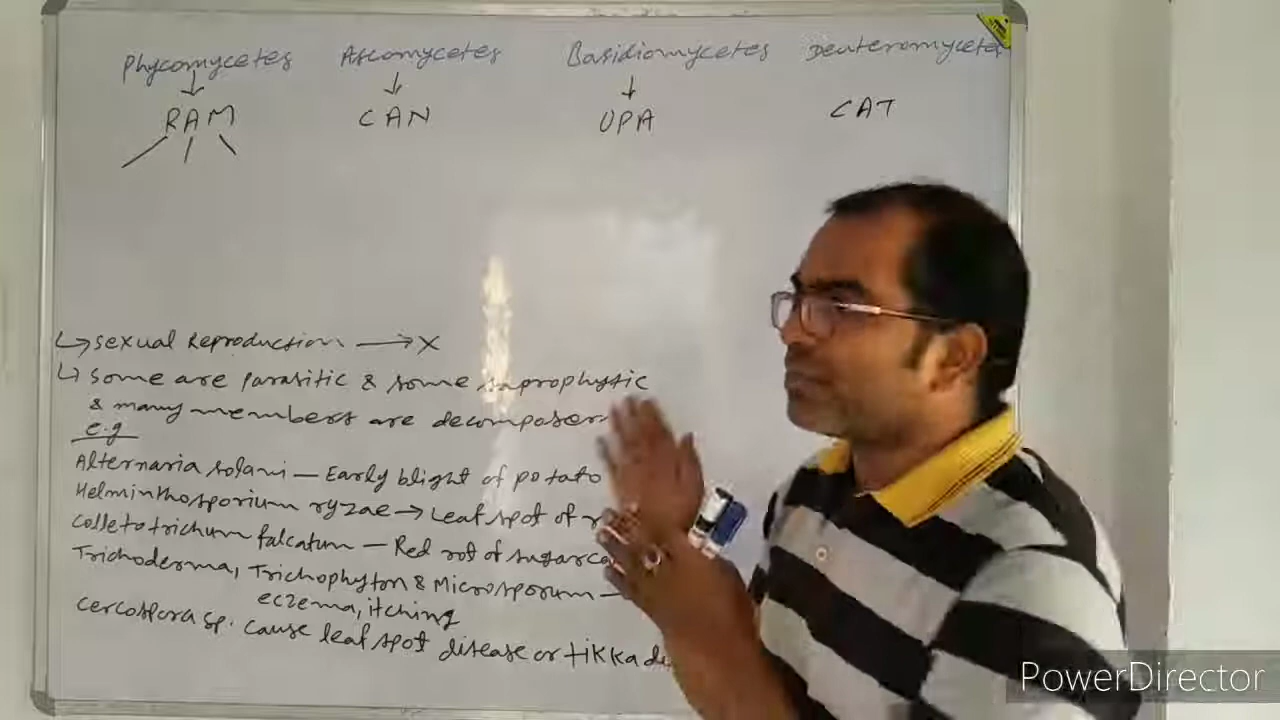 Phycomycetes Ascomycetes Basidiomycetes Deuteromycetes
↓ ↓ ↓
RAM CAN UPA CAT
↳ sexual Reproduction → X
↳ some are parasitic & some saprophytic
& many members are decomposer
e.g
Alternaria solani — Early blight of potato
Helminthosporium ryzae → Leaf spot of
Colletotrichum falcatum — Red rot of sugarca
Trichoderma, Trichophyton & Microsporum —
eczema, itching
cercospora sp. cause leaf spot disease or tikka di
PowerDirector